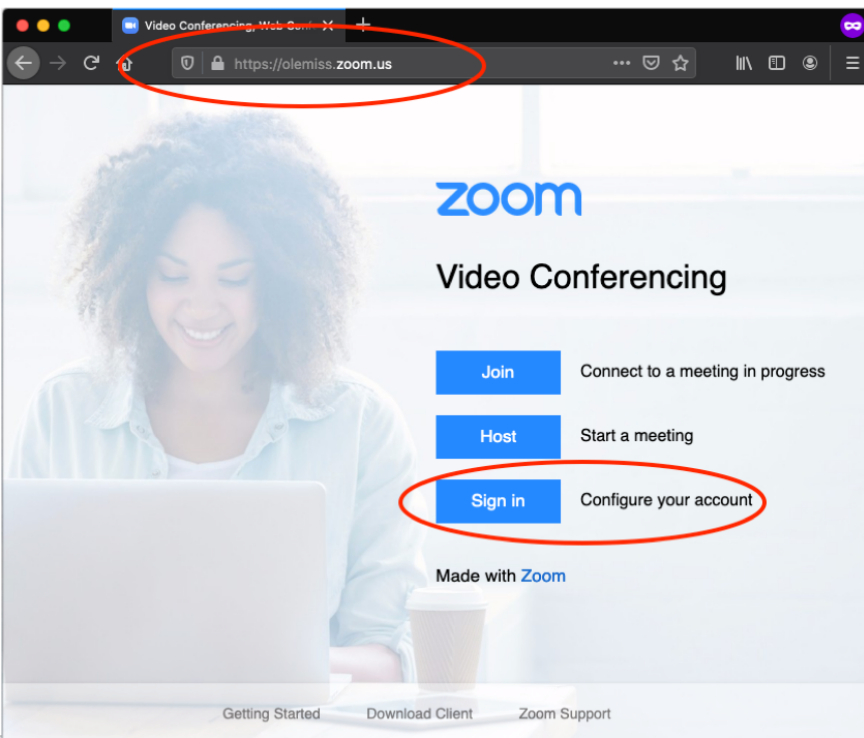 Video Conferencing, Web Conf
https://olemiss.zoom.us
zoom
Video Conferencing
Join Connect to a meeting in progress
Host Start a meeting
Sign in Configure your account
Made with Zoom
Getting Started Download Client Zoom Support